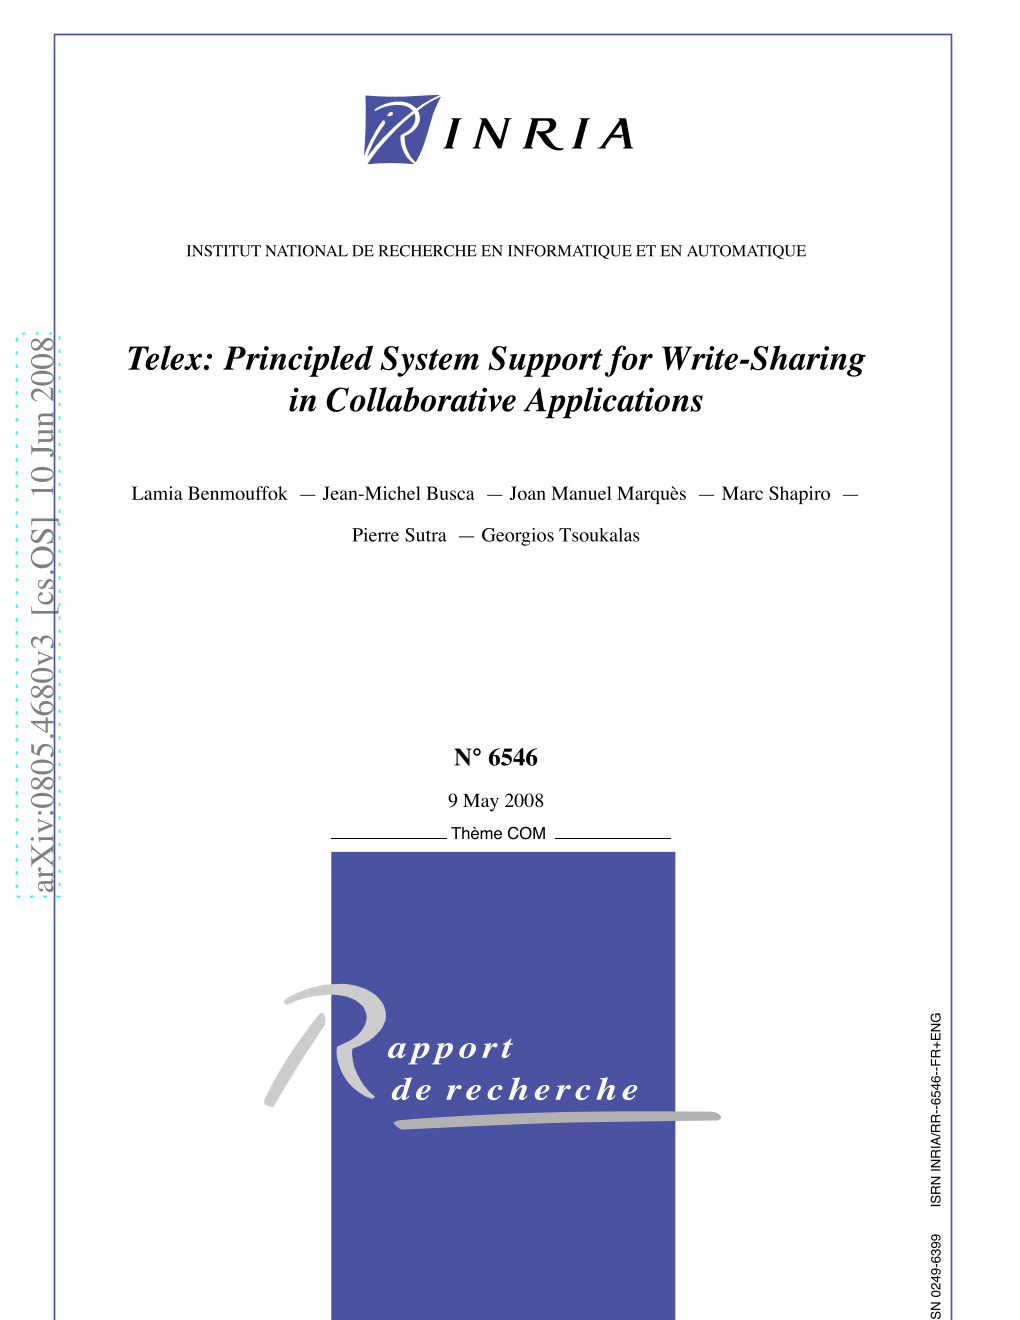 INRIA
INSTITUT NATIONAL DE RECHERCHE EN INFORMATIQUE ET EN AUTOMATIQUE
Telex: Principled System Support for Write-Sharing
in Collaborative Applications
Lamia Benmouffok — Jean-Michel Busca — Joan Manuel Marquès — Marc Shapiro —
Pierre Sutra — Georgios Tsoukalas
N° 6546
9 May 2008
Thème COM
Rapport
de recherche
arXiv:0805.4680v3 [cs.OS] 10 Jun 2008
SN 0249-6399 ISRN INRIA/RR--6546--FR+ENG